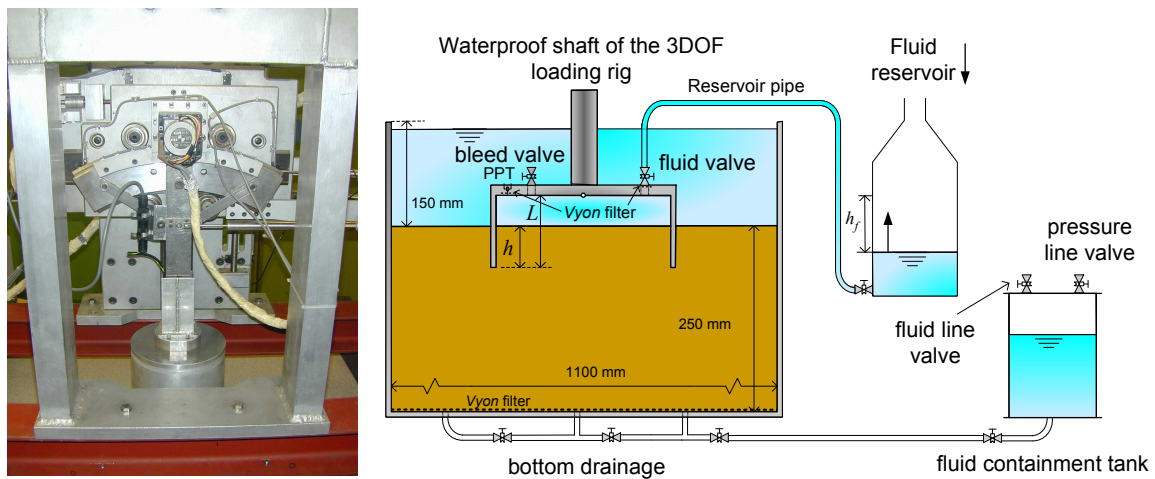 Waterproof shaft of the 3DOF
loading rig
Fluid
reservoir
Reservoir pipe
bleed valve
PPT
fluid valve
Vyon filter
150 mm
L
h
h_f
pressure
line valve
250 mm
fluid line
valve
1100 mm
Vyon filter
bottom drainage
fluid containment tank